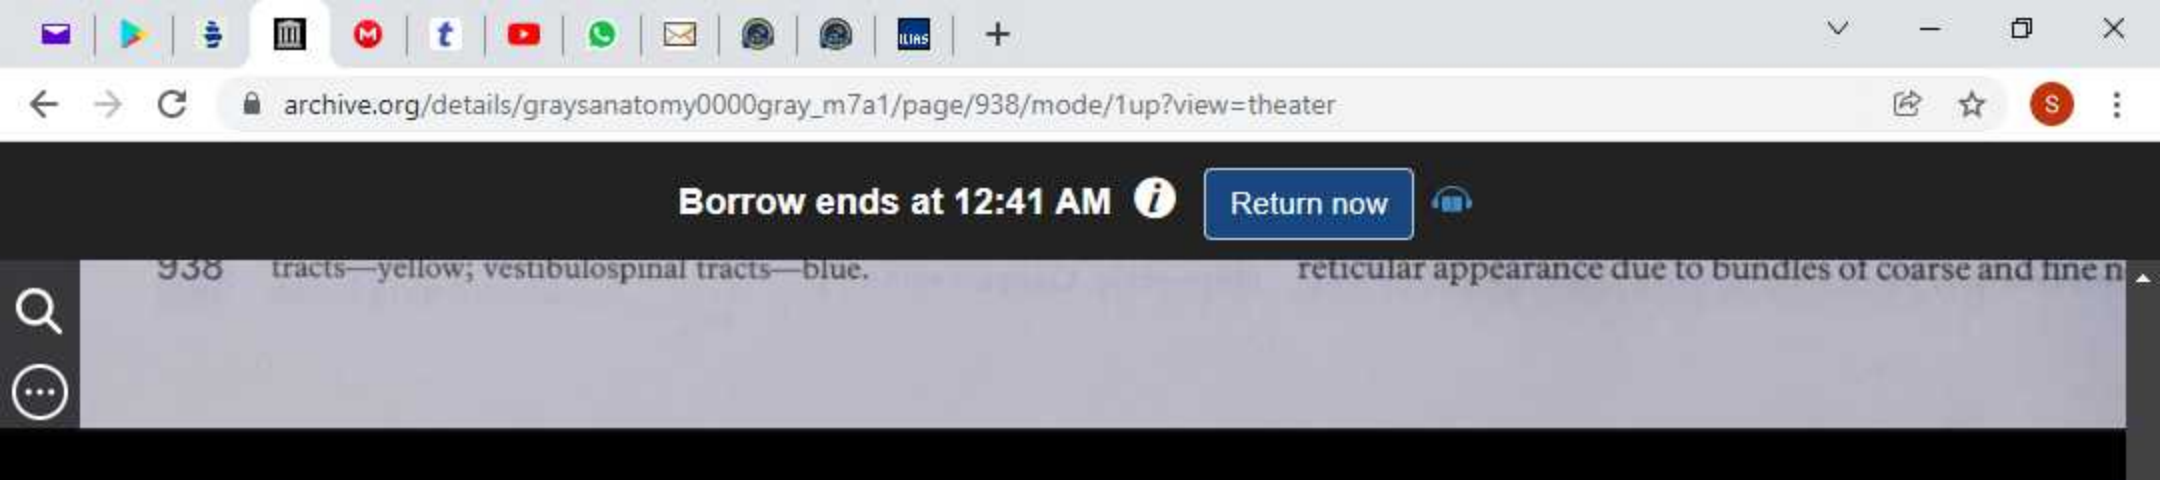 t
ILIAS
archive.org/details/graysanatomy0000gray_m7a1/page/938/mode/1up?view=theater
S
Borrow ends at 12:41 AM i Return now
938 tracts—yellow; vestibulospinal tracts—blue.
reticular appearance due to bundles of coarse and fine n